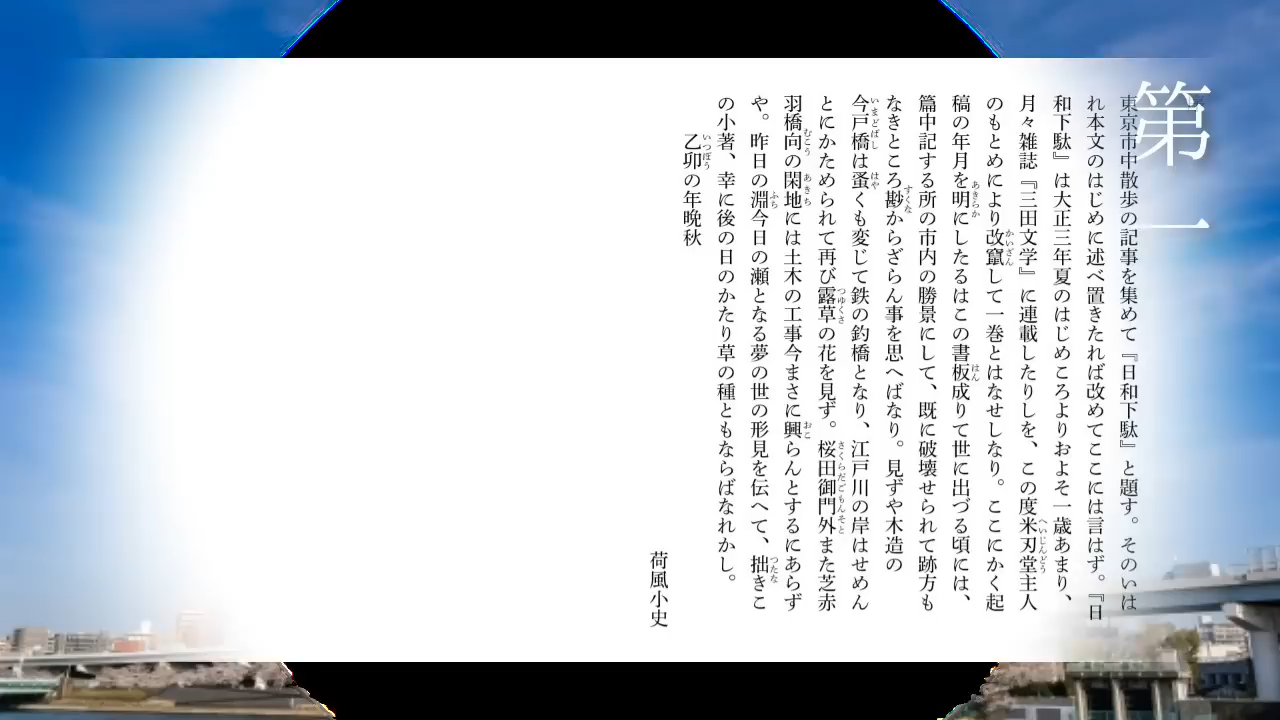 第一
東京市中散歩の記事を集めて『日和下駄』と題す。そのいは
れ本文のはじめに述べ置きたれば改めてここには言はず。『日
和下駄』は大正三年夏のはじめころよりおよそ一歳あまり、
月々雑誌『三田文学』に連載したりしを、この度米刃堂主人
のもとめにより改竄して一巻とはなせしなり。ここにかく起
稿の年月を明にしたるはこの書板成りて世に出づる頃には、
篇中記する所の市内の勝景にして、既に破壊せられて跡方も
なきところ尠からざらん事を思へばなり。見ずや木造の
今戸橋は蚤くも変じて鉄の釣橋となり、江戸川の岸はせめん
とにかためられて再び露草の花を見ず。桜田御門外また芝赤
羽橋向の閑地には土木の工事今まさに興らんとするにあらず
や。昨日の淵今日の瀬となる夢の世の形見を伝へて、拙きこ
の小著、幸に後の日のかたり草の種ともならばなれかし。
乙卯の年晩秋
荷風小史